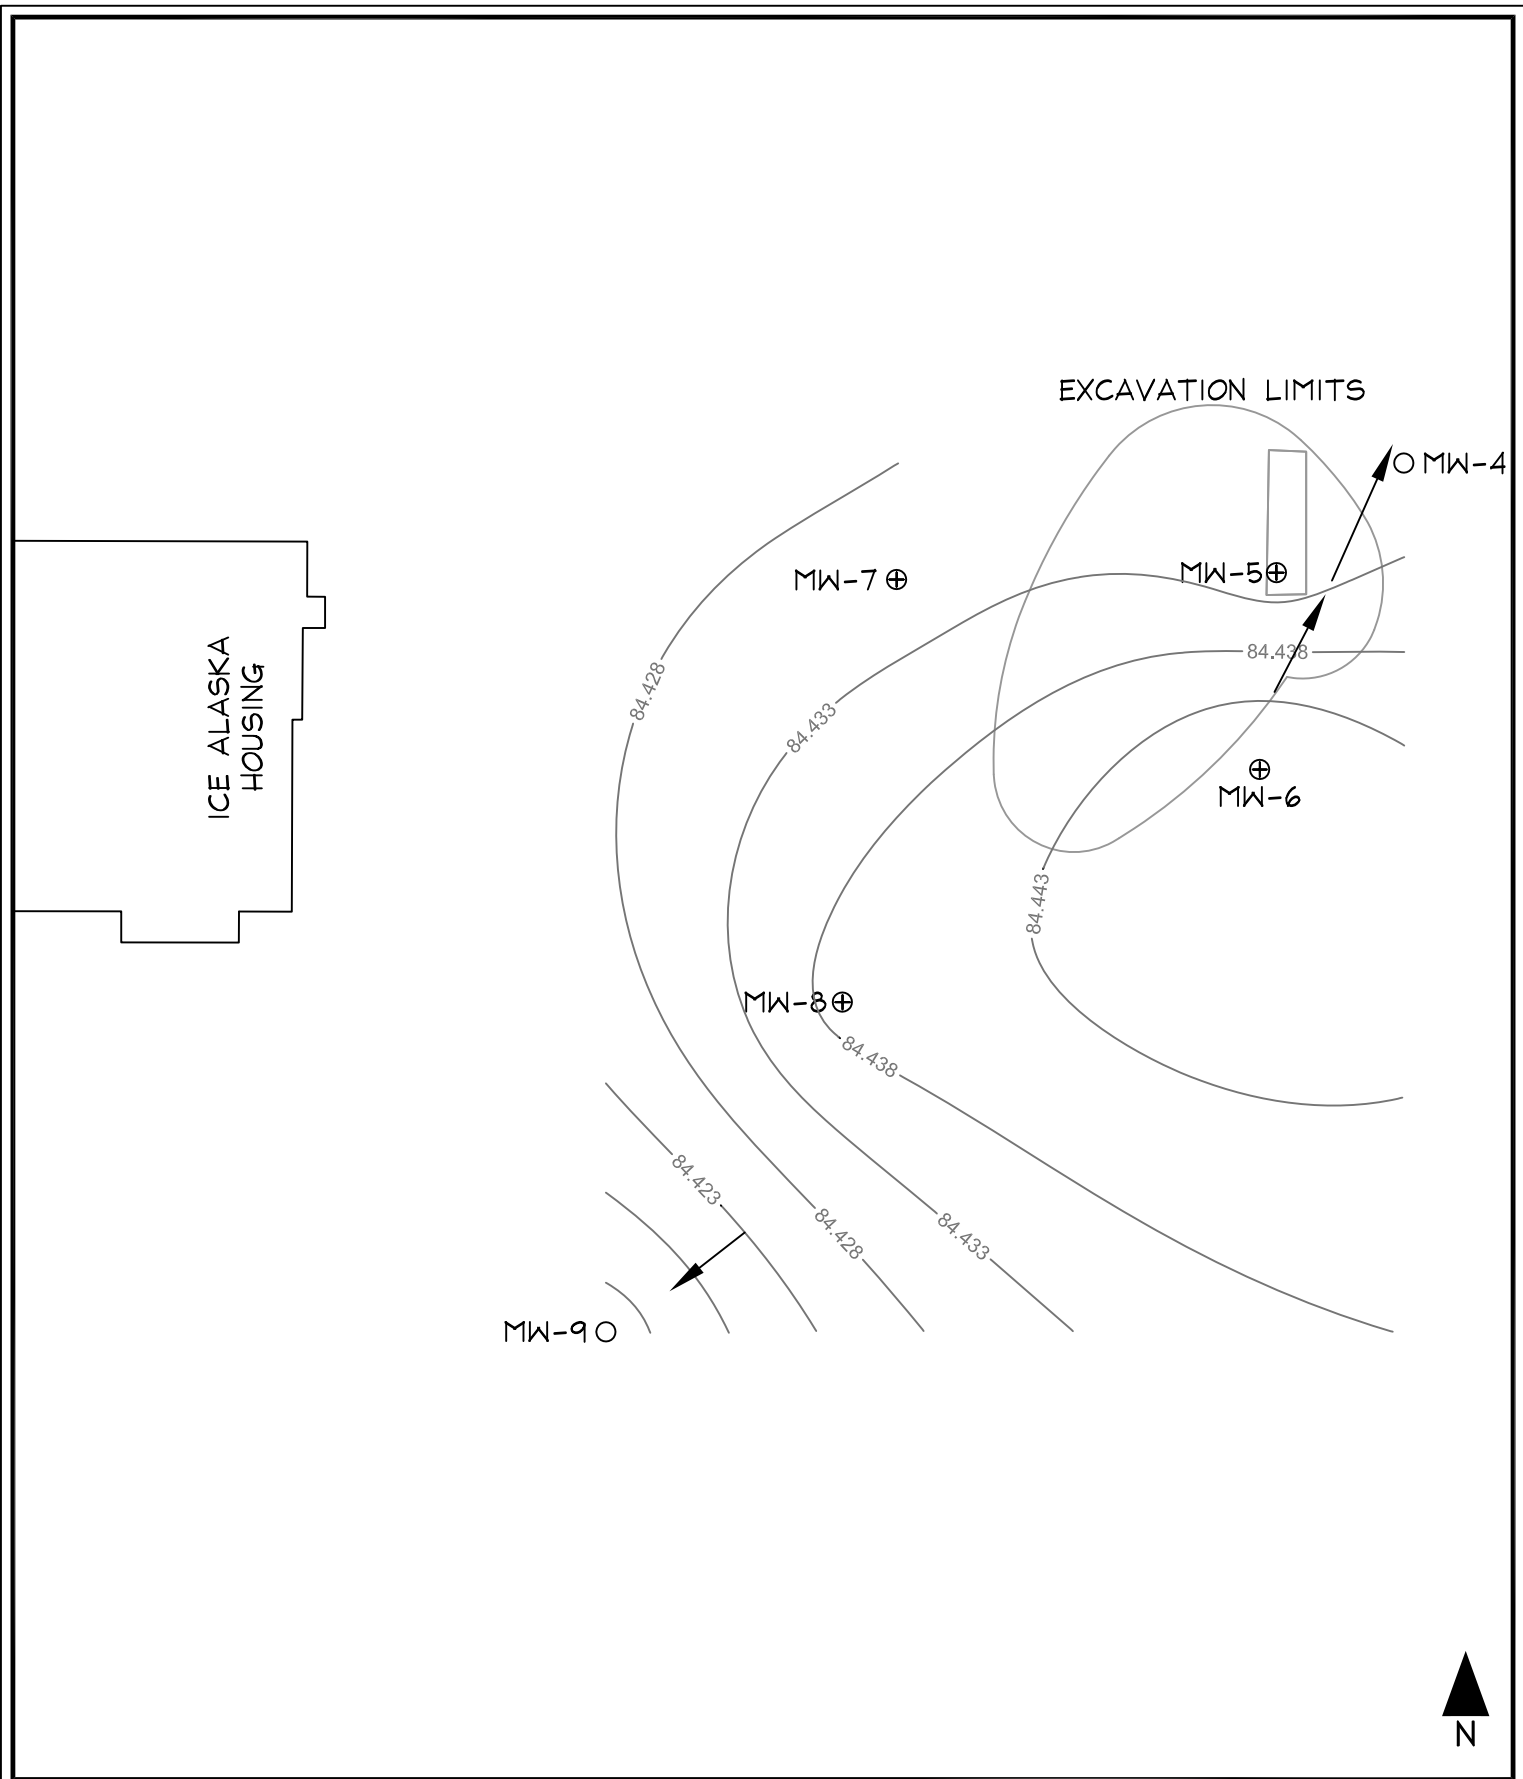 EXCAVATION LIMITS
MW-4
MW-5
MW-7
84.438
84.428
ICE ALASKA
HOUSING
84.433
MW-6
84.443
MW-8
84.438
84.423
84.428
84.433
MW-9
N